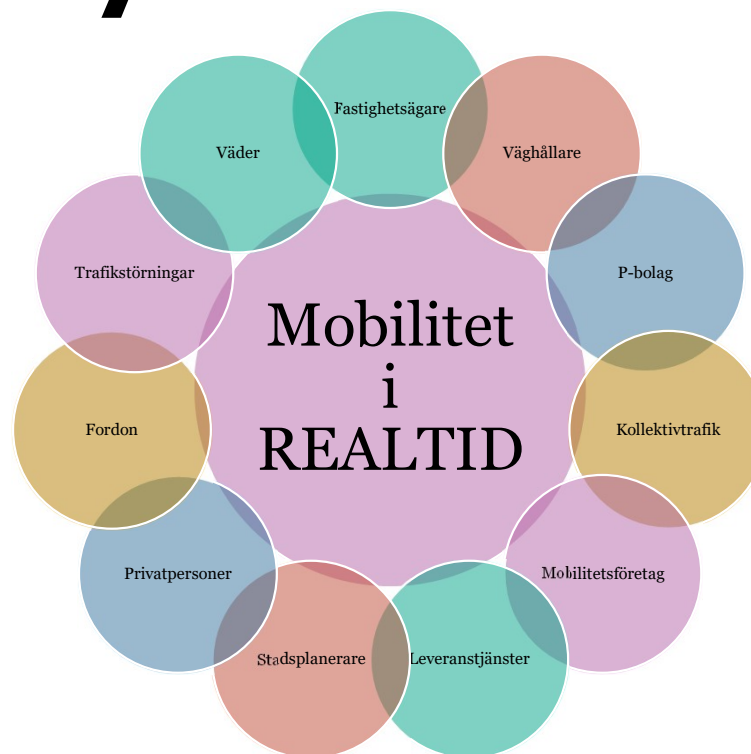 Fastighetsägare
Väder
Väghållare
Trafikstörningar
P-bolag
Mobilitet
i
REALTID
Fordon
Kollektivtrafik
Privatpersoner
Mobilitetsföretag
Stadsplanerare
Leveranstjänster